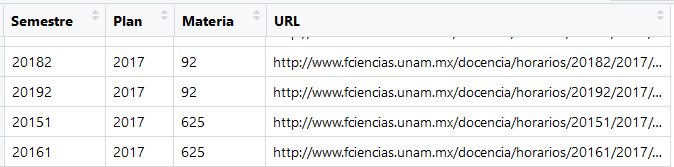 Semestre Plan Materia URL
20182 2017 92 http://www.fciencias.unam.mx/docencia/horarios/20182/2017/...
20192 2017 92 http://www.fciencias.unam.mx/docencia/horarios/20192/2017/...
20151 2017 625 http://www.fciencias.unam.mx/docencia/horarios/20151/2017/...
20161 2017 625 http://www.fciencias.unam.mx/docencia/horarios/20161/2017/...